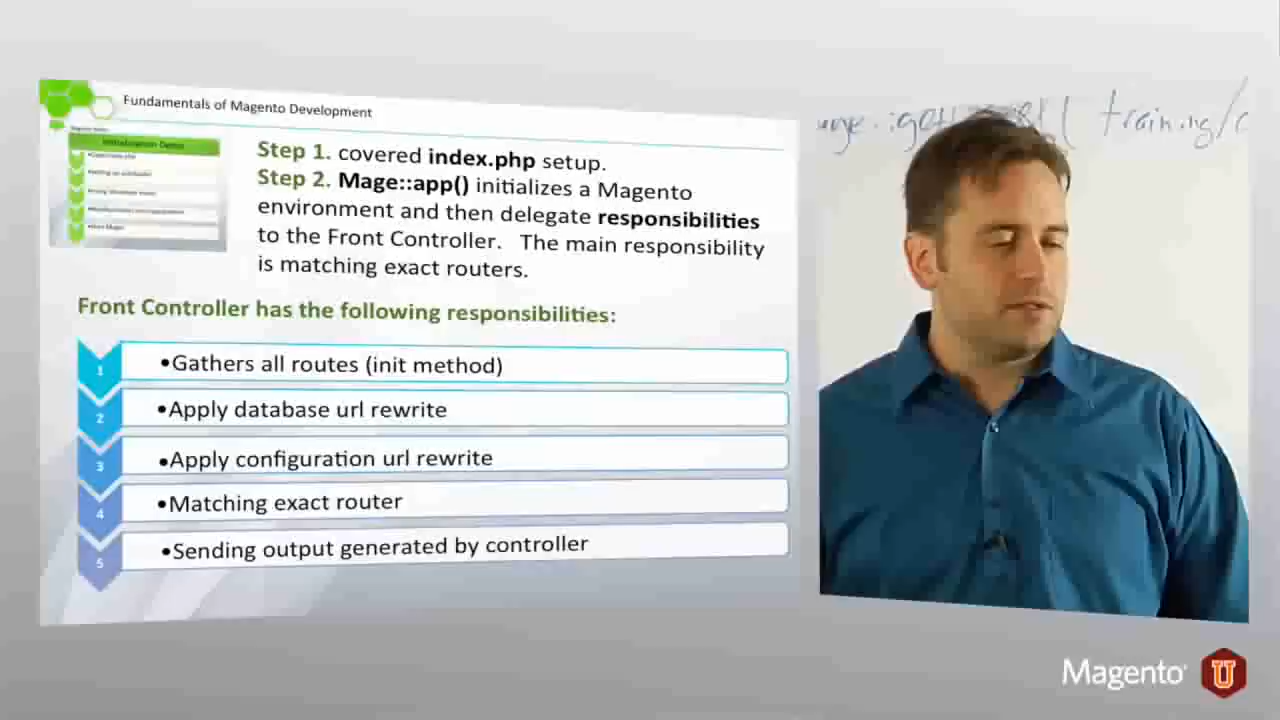 Fundamentals of Magento Development
Initialization Demo
Step 1. covered index.php setup.
Step 2. Mage::app() initializes a Magento
environment and then delegate responsibilities
to the Front Controller. The main responsibility
is matching exact routers.
Front Controller has the following responsibilities:
1 •Gathers all routes (init method)
2 •Apply database url rewrite
3 •Apply configuration url rewrite
4 •Matching exact router
5 •Sending output generated by controller
training/
Magento U